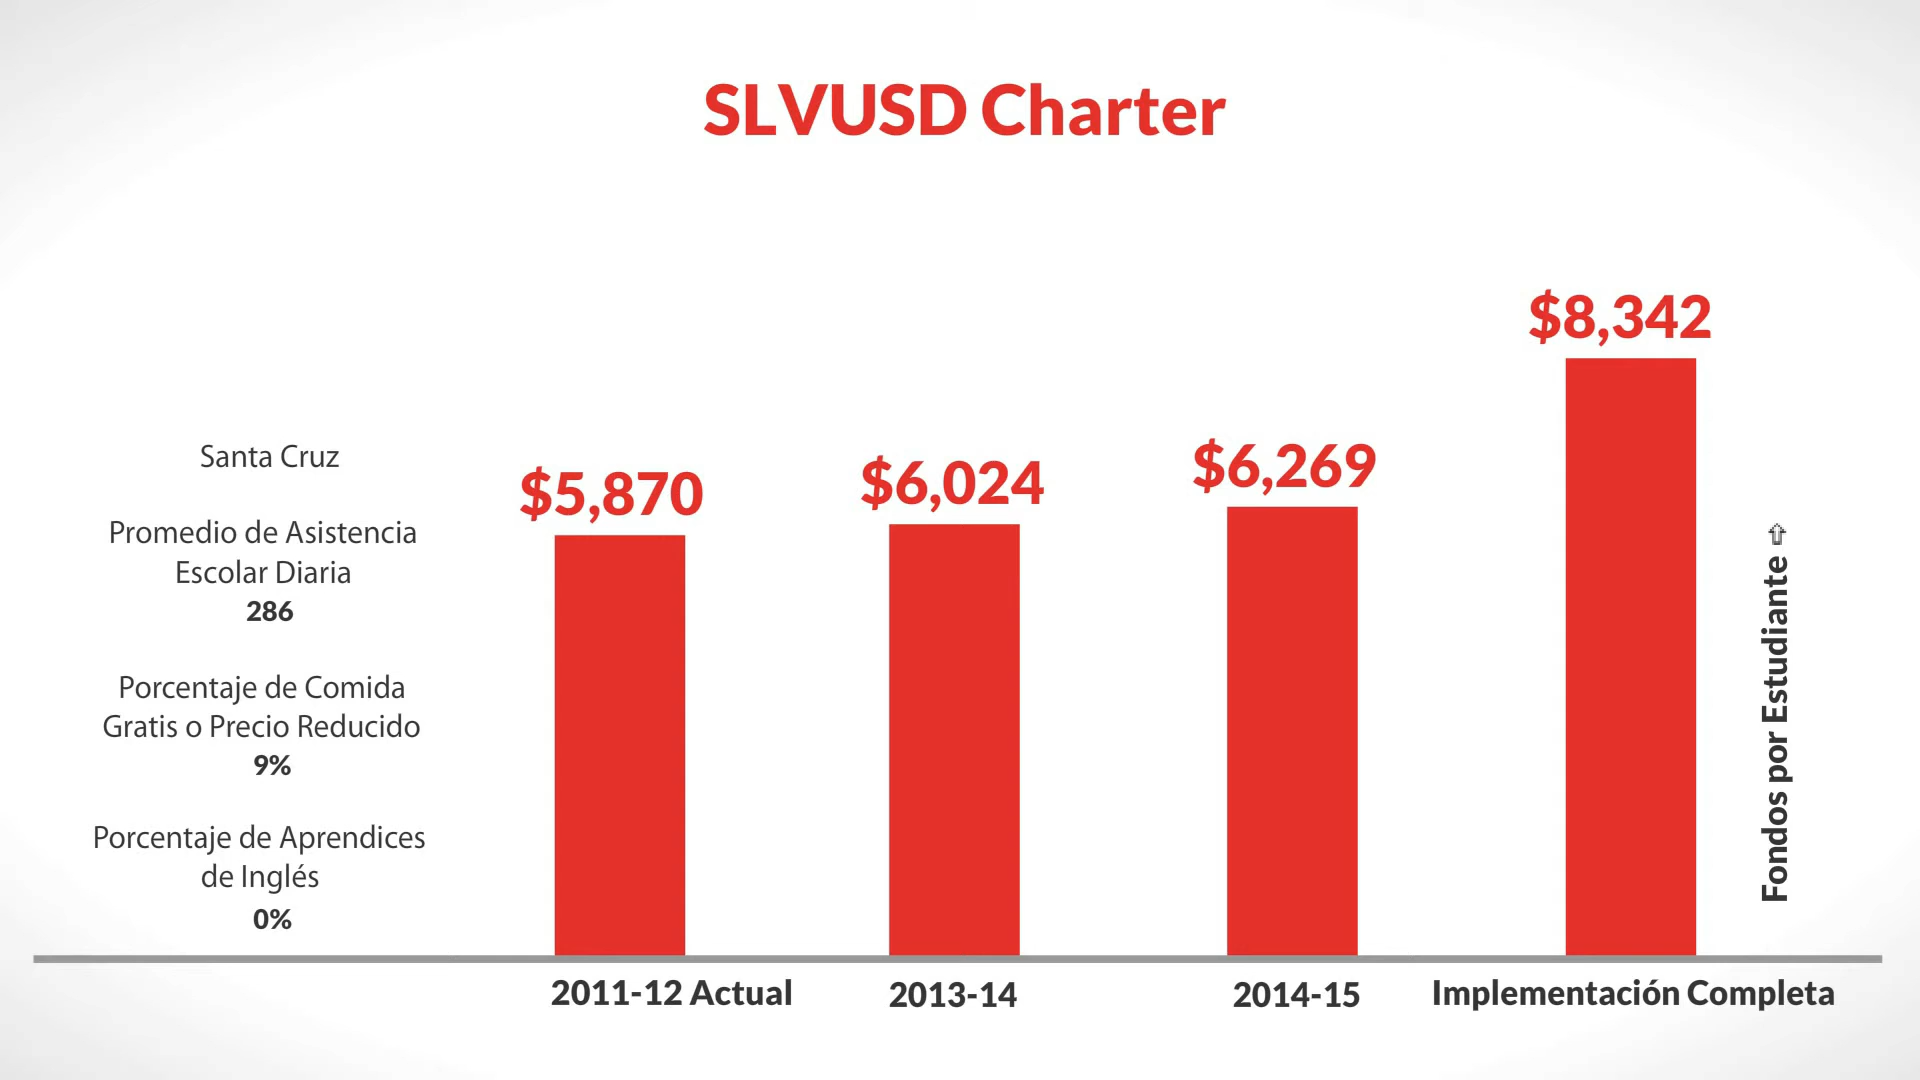 SLVUSD Charter
Santa Cruz
Promedio de Asistencia
Escolar Diaria
286
Porcentaje de Comida
Gratis o Precio Reducido
9%
Porcentaje de Aprendices
de Inglés
0%
$5,870
$6,024
$6,269
$8,342
Fondos por Estudiante ⇧
2011-12 Actual
2013-14
2014-15
Implementación Completa